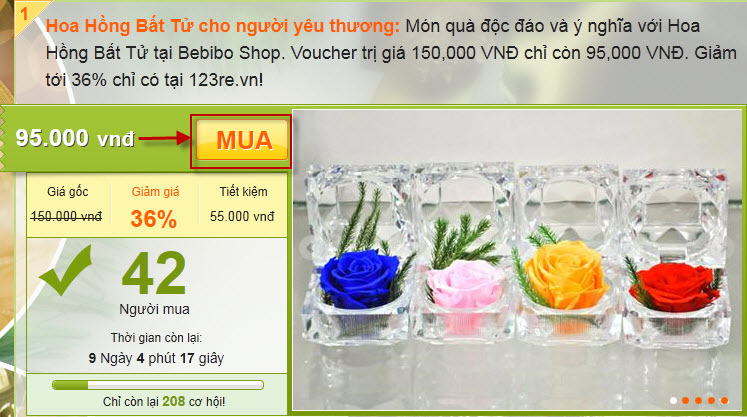 1
Hoa Hồng Bất Tử cho người yêu thương: Món quà độc đáo và ý nghĩa với Hoa
Hồng Bất Tử tại Bebibo Shop. Voucher trị giá 150,000 VNĐ chỉ còn 95,000 VNĐ. Giảm
tới 36% chỉ có tại 123re.vn!
95.000 vnđ MUA
Giá gốc Giảm giá Tiết kiệm
150.000 vnđ 36% 55.000 vnđ
42
Người mua
Thời gian còn lại:
9 Ngày 4 phút 17 giây
Chỉ còn lại 208 cơ hội!